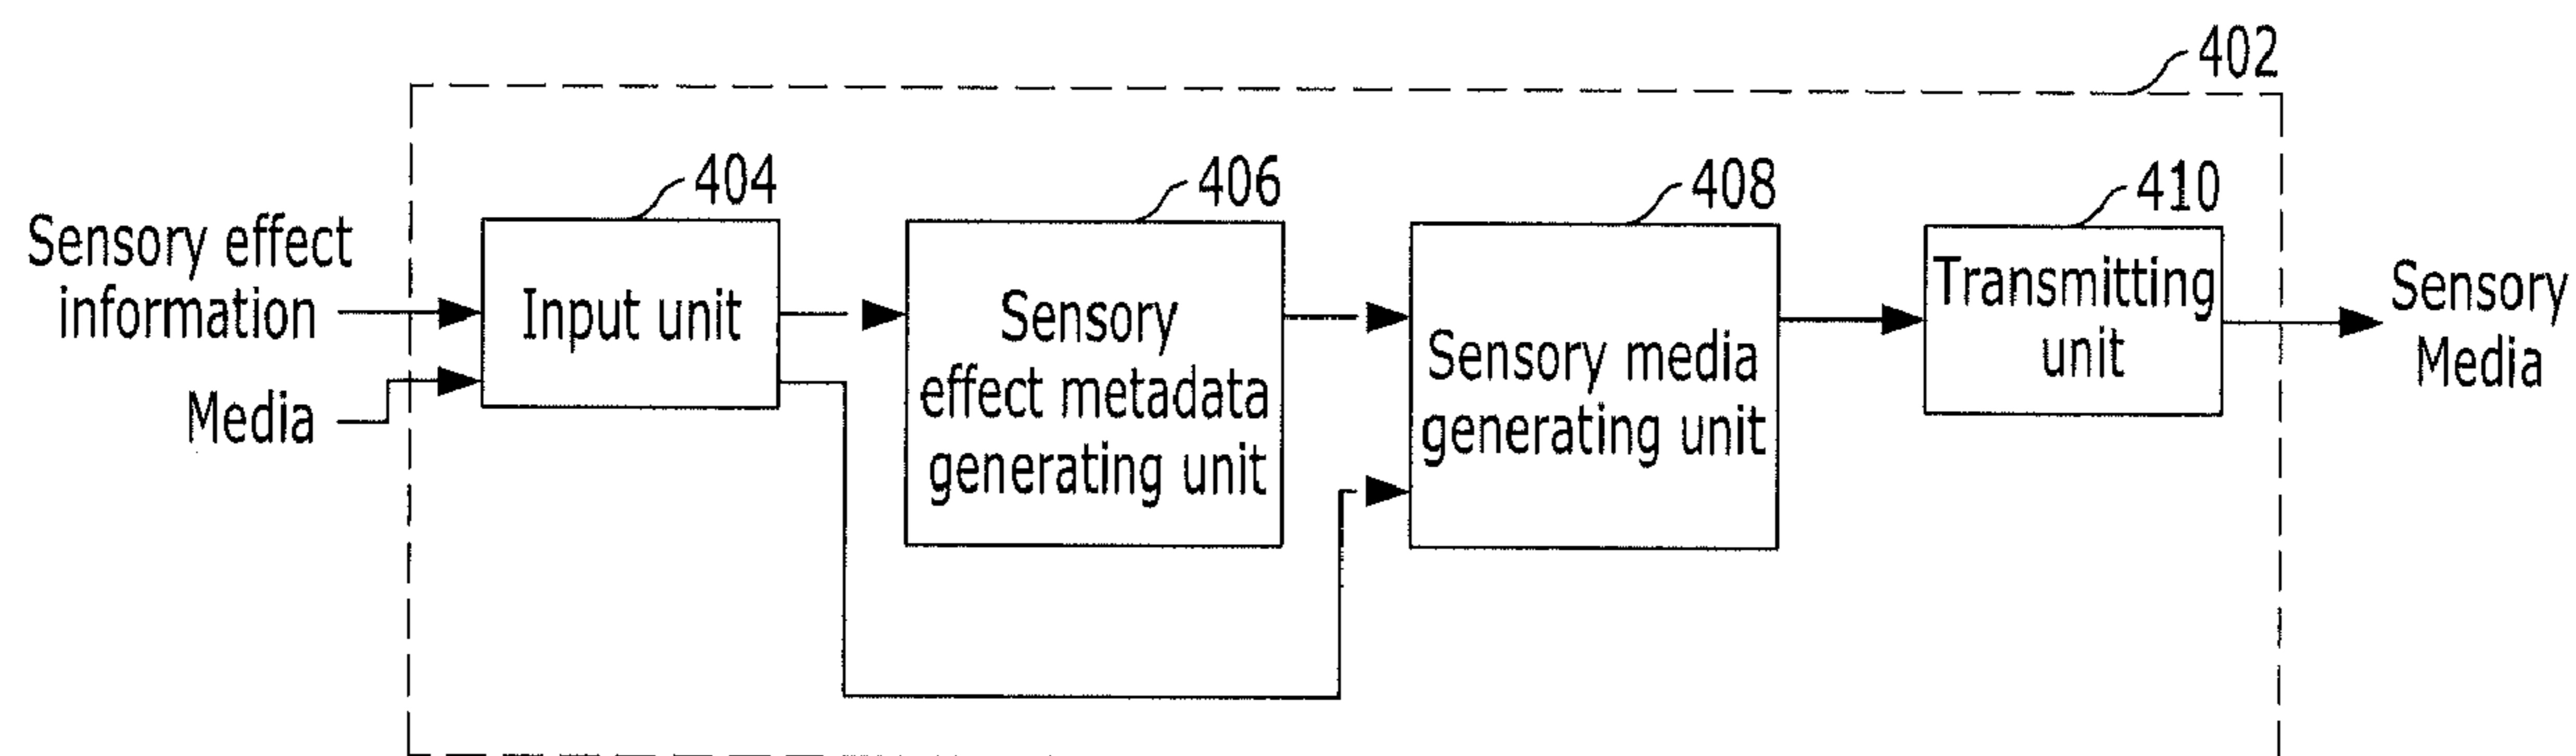 402
404
406
408
410
Sensory effect
information
Media
Input unit
Sensory
effect metadata
generating unit
Sensory media
generating unit
Transmitting
unit
Sensory
Media